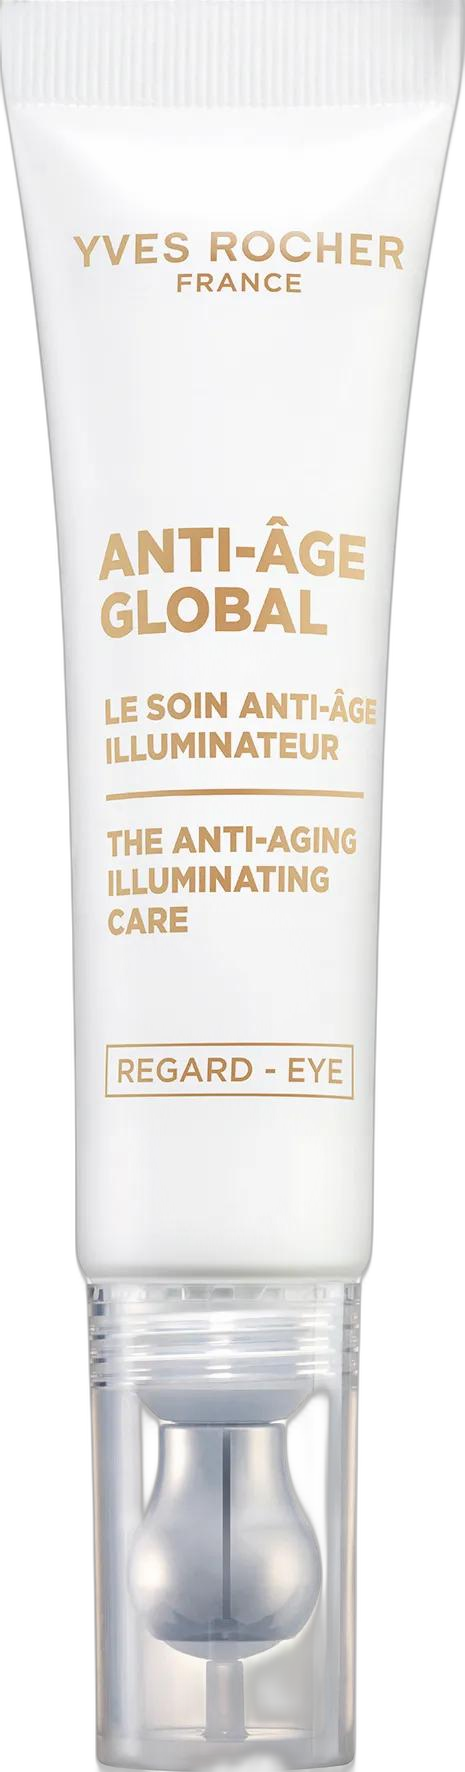 YVES ROCHER
FRANCE
ANTI-ÂGE
GLOBAL
LE SOIN ANTI-ÂGE
ILLUMINATEUR
THE ANTI-AGING
ILLUMINATING
CARE
REGARD - EYE